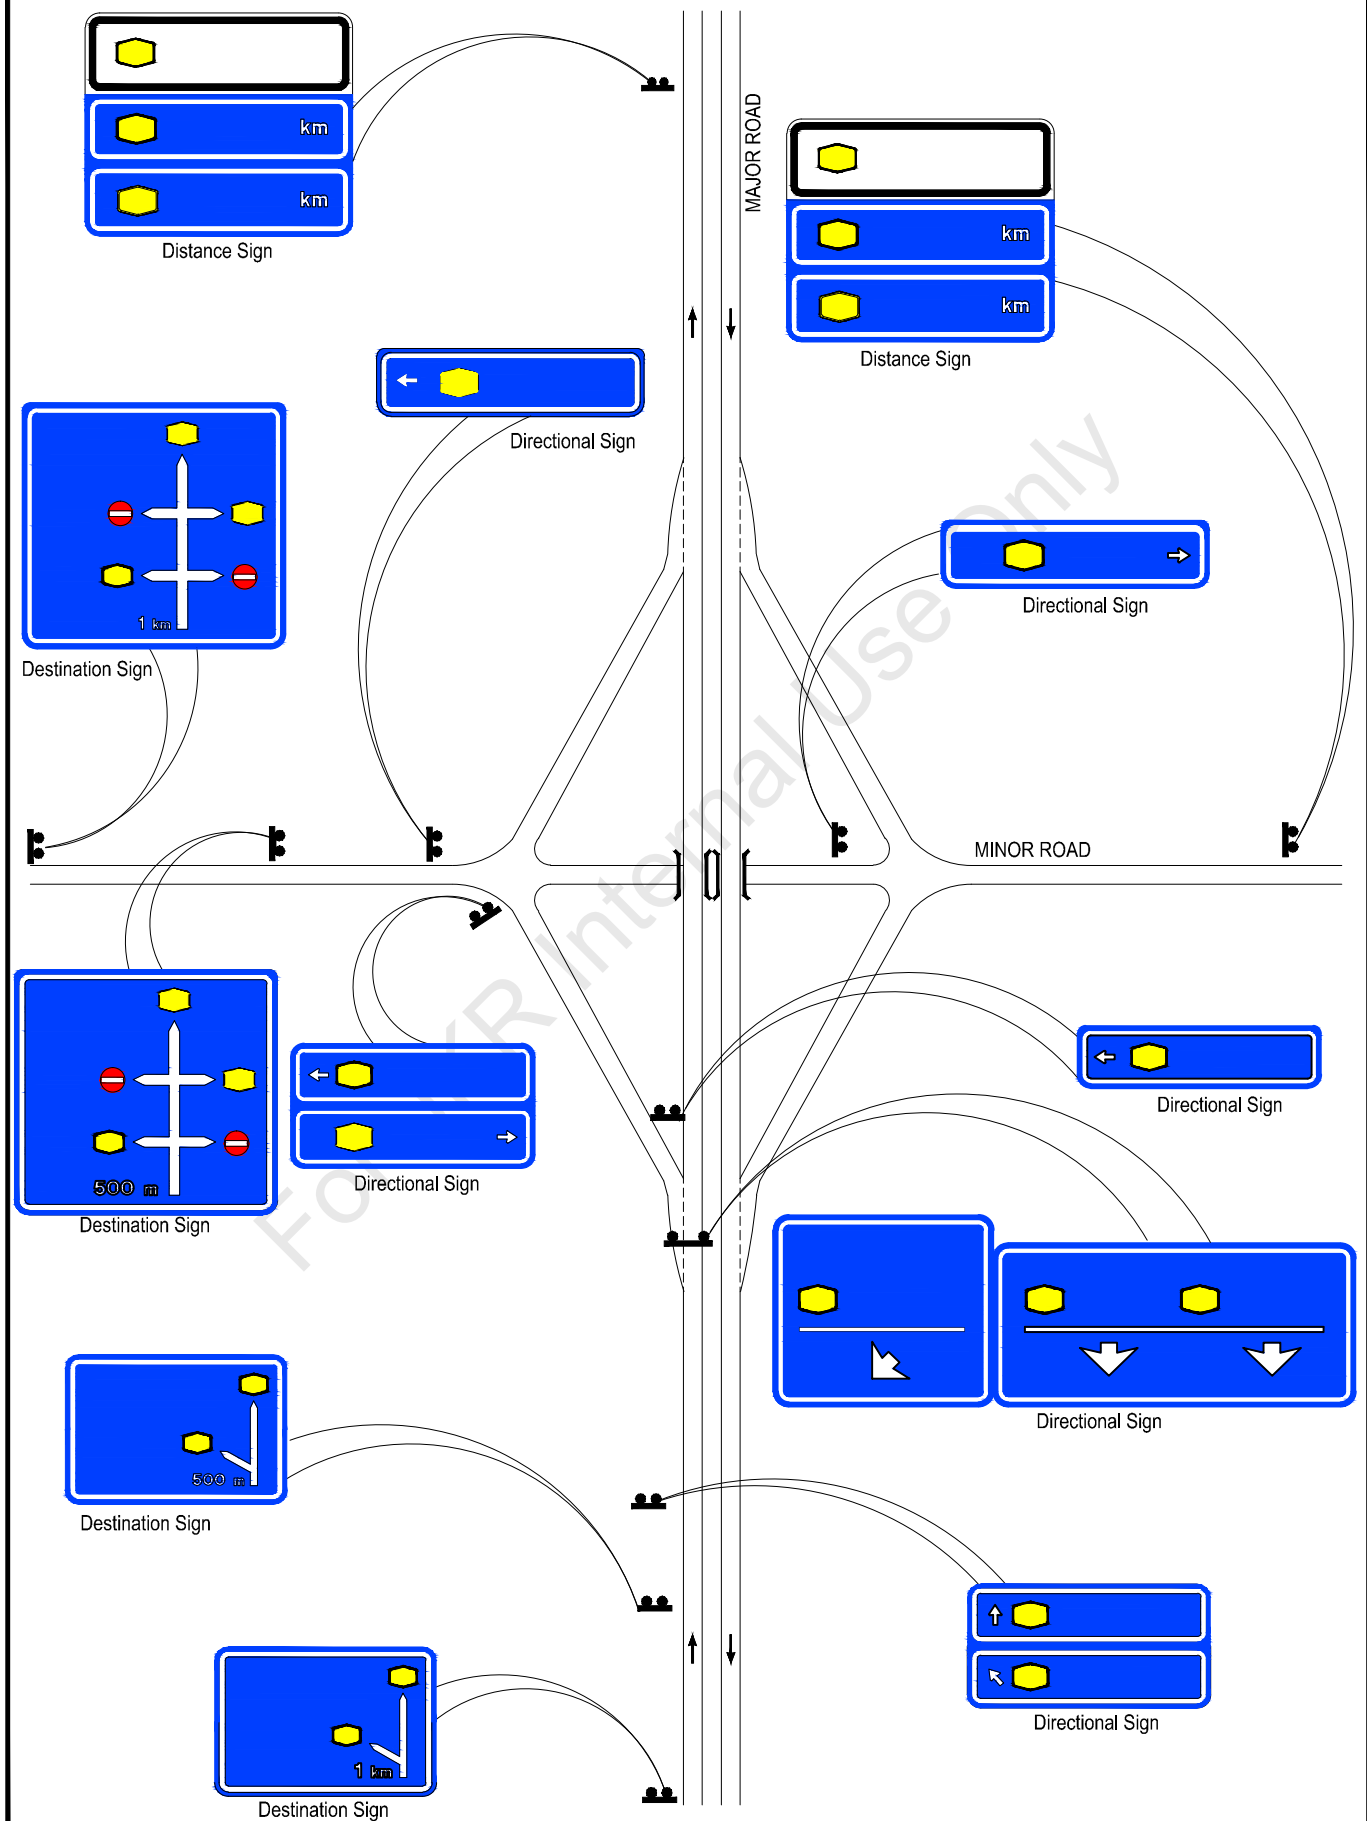 km
km
Distance Sign
MAJOR ROAD
km
km
Distance Sign
Directional Sign
1 km
Destination Sign
Directional Sign
MINOR ROAD
500 m
Destination Sign
Directional Sign
Directional Sign
Directional Sign
500 m
Destination Sign
1 km
Destination Sign
Directional Sign
For JKR Internal Use Only